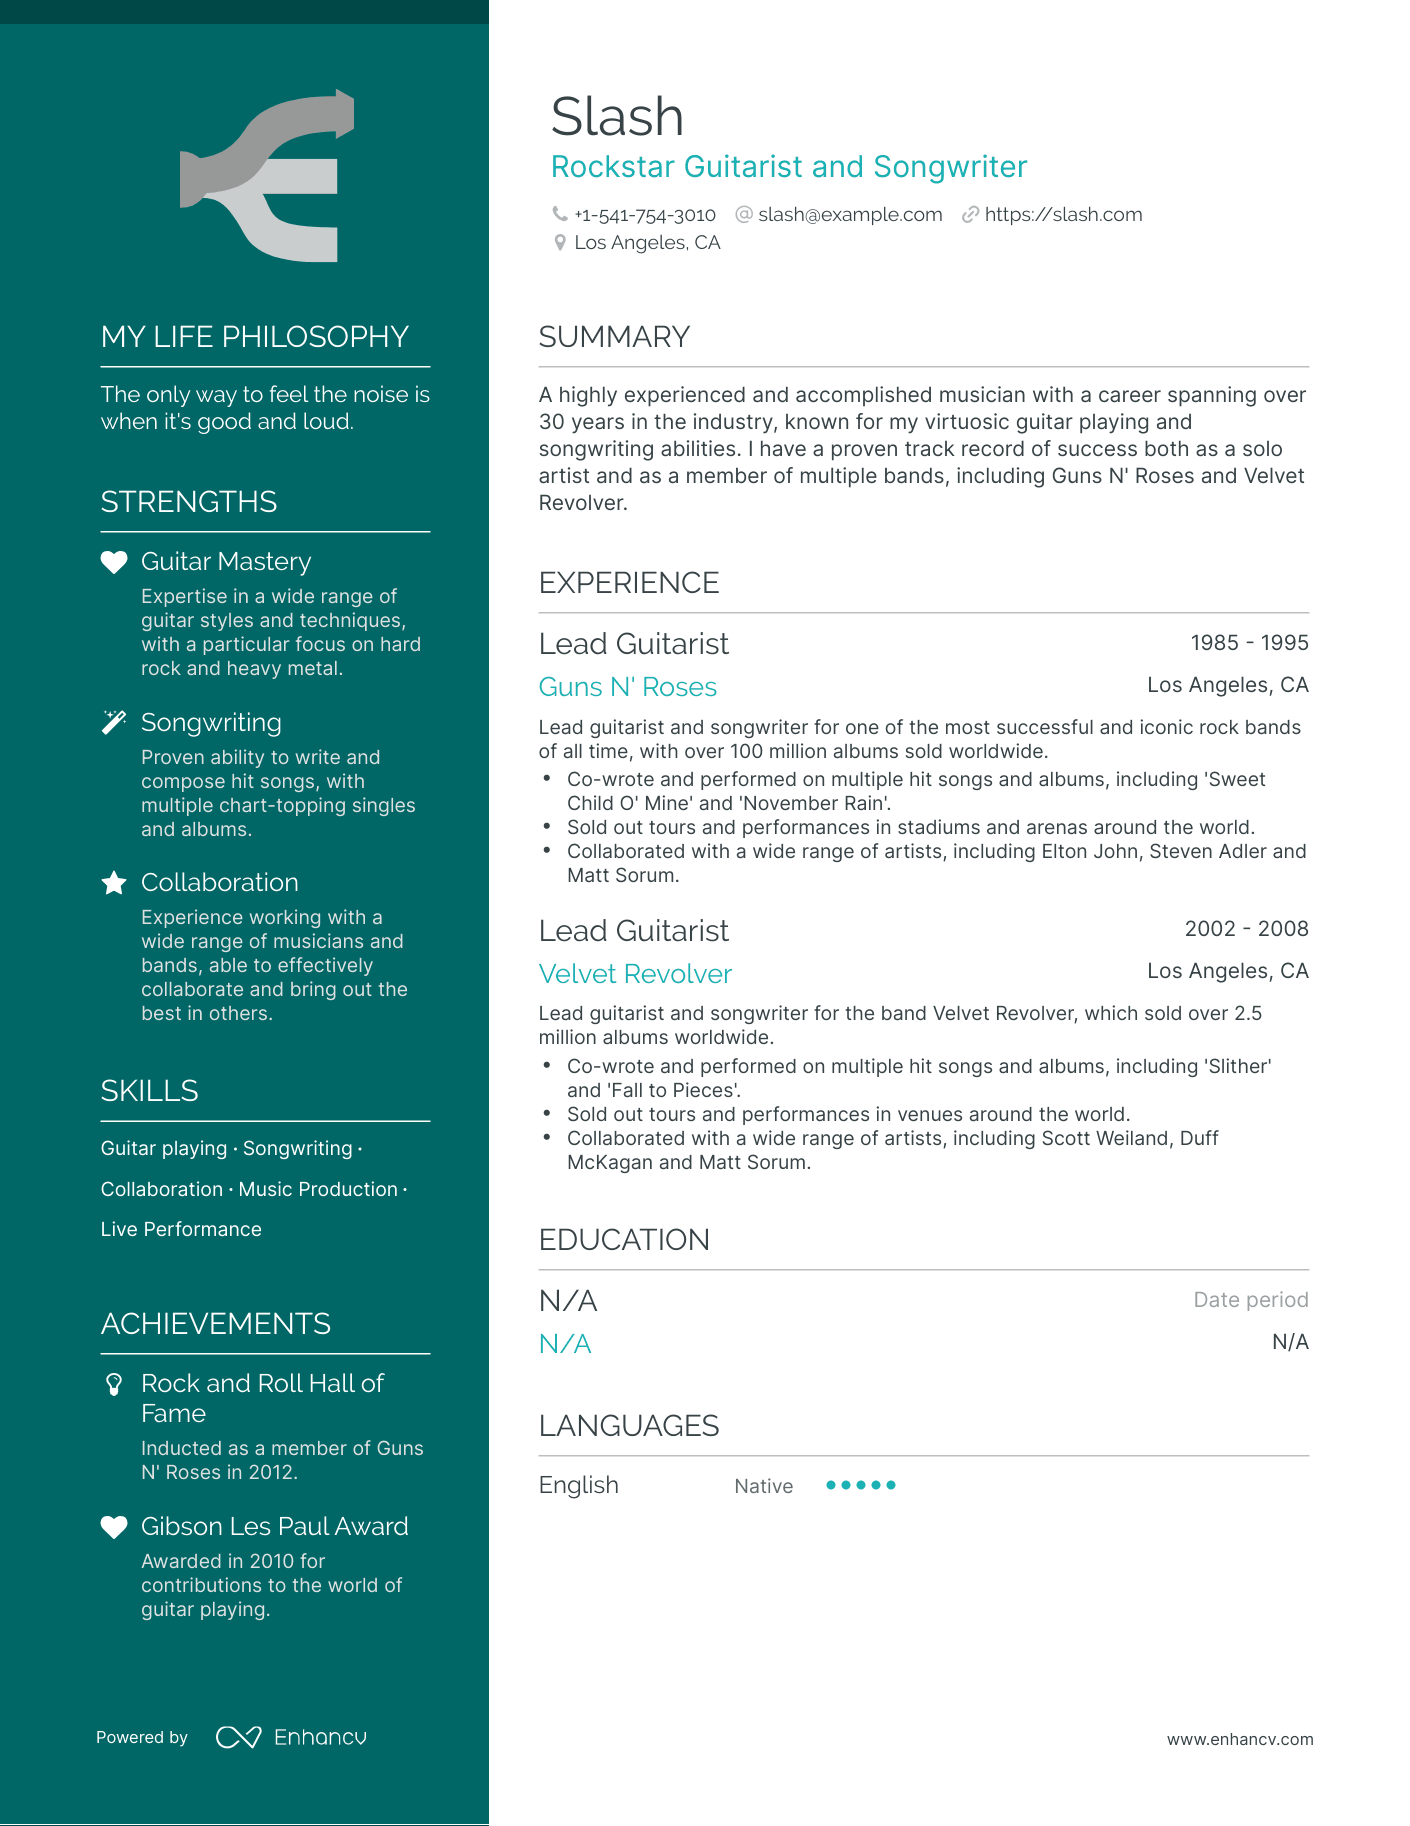 Slash
Rockstar Guitarist and Songwriter
+1-541-754-3010 @ slash@example.com https://slash.com
Los Angeles, CA
MY LIFE PHILOSOPHY
The only way to feel the noise is
when it's good and loud.
STRENGTHS
Guitar Mastery
Expertise in a wide range of
guitar styles and techniques,
with a particular focus on hard
rock and heavy metal.
Songwriting
Proven ability to write and
compose hit songs, with
multiple chart-topping singles
and albums.
Collaboration
Experience working with a
wide range of musicians and
bands, able to effectively
collaborate and bring out the
best in others.
SKILLS
Guitar playing · Songwriting ·
Collaboration · Music Production ·
Live Performance
ACHIEVEMENTS
Rock and Roll Hall of
Fame
Inducted as a member of Guns
N' Roses in 2012.
Gibson Les Paul Award
Awarded in 2010 for
contributions to the world of
guitar playing.
SUMMARY
A highly experienced and accomplished musician with a career spanning over
30 years in the industry, known for my virtuosic guitar playing and
songwriting abilities. I have a proven track record of success both as a solo
artist and as a member of multiple bands, including Guns N' Roses and Velvet
Revolver.
EXPERIENCE
Lead Guitarist 1985 - 1995
Guns N' Roses Los Angeles, CA
Lead guitarist and songwriter for one of the most successful and iconic rock bands
of all time, with over 100 million albums sold worldwide.
• Co-wrote and performed on multiple hit songs and albums, including 'Sweet
Child O' Mine' and 'November Rain'.
• Sold out tours and performances in stadiums and arenas around the world.
• Collaborated with a wide range of artists, including Elton John, Steven Adler and
Matt Sorum.
Lead Guitarist 2002 - 2008
Velvet Revolver Los Angeles, CA
Lead guitarist and songwriter for the band Velvet Revolver, which sold over 2.5
million albums worldwide.
• Co-wrote and performed on multiple hit songs and albums, including 'Slither'
and 'Fall to Pieces'.
• Sold out tours and performances in venues around the world.
• Collaborated with a wide range of artists, including Scott Weiland, Duff
McKagan and Matt Sorum.
EDUCATION
N/A Date period
N/A N/A
LANGUAGES
English Native
Powered by Enhancv
www.enhancv.com